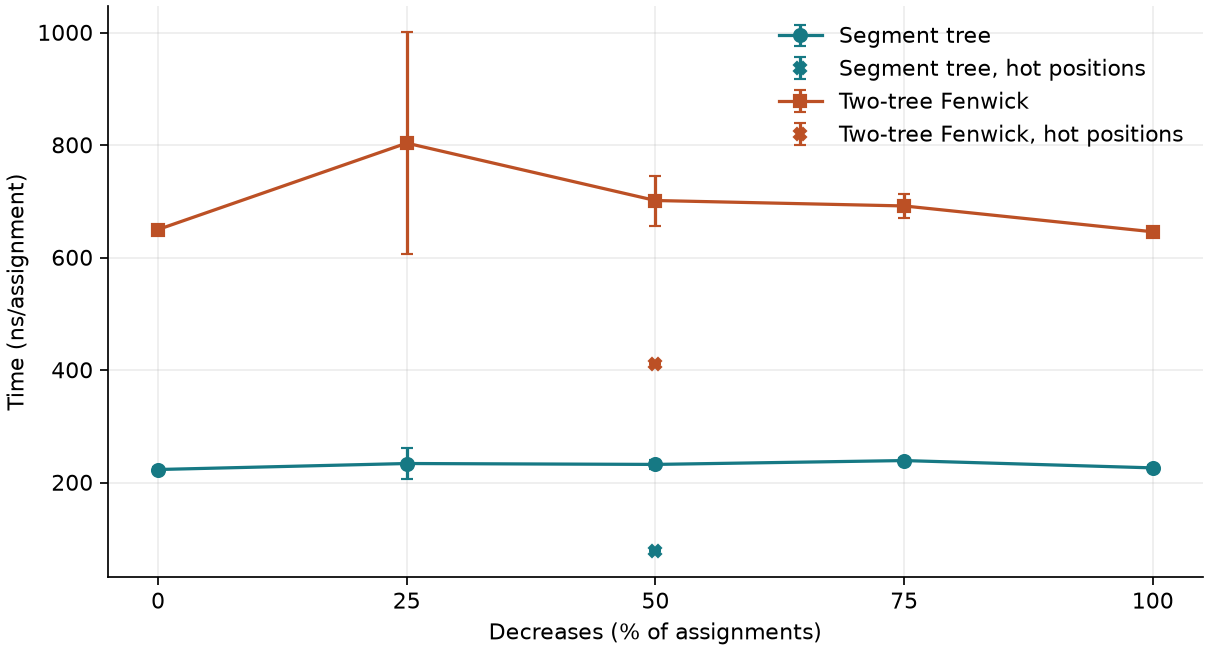 1000
800
600
400
200
Time (ns/assignment)
Segment tree
Segment tree, hot positions
Two-tree Fenwick
Two-tree Fenwick, hot positions
0 25 50 75 100
Decreases (% of assignments)